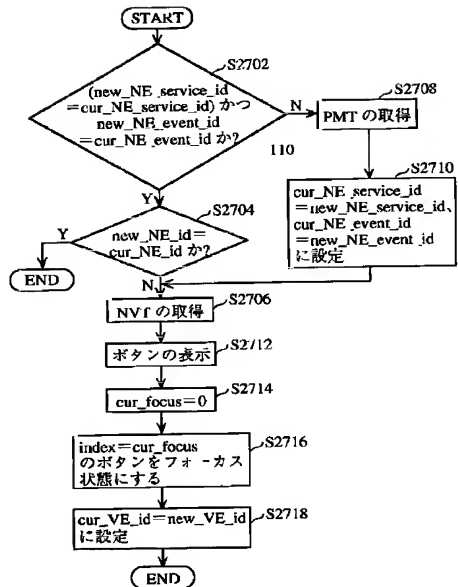 START
S2702
(new_NE_service_id
=cur_NE_service_id) かつ
new_NE_event_id
=cur_NE_event_id か?
N
S2708
PMT の取得
110
S2710
cur_NE_service_id
=new_NE_service_id、
cur_NE_event_id
=new_NE_event_id
に設定
Y
S2704
Y
new_NE_id=
cur_NE_id か?
END
N
S2706
NVT の取得
S2712
ボタンの表示
S2714
cur_focus=0
S2716
index=cur_focus
のボタンをフォーカス
状態にする
S2718
cur_VE_id=new_VE_id
に設定
END